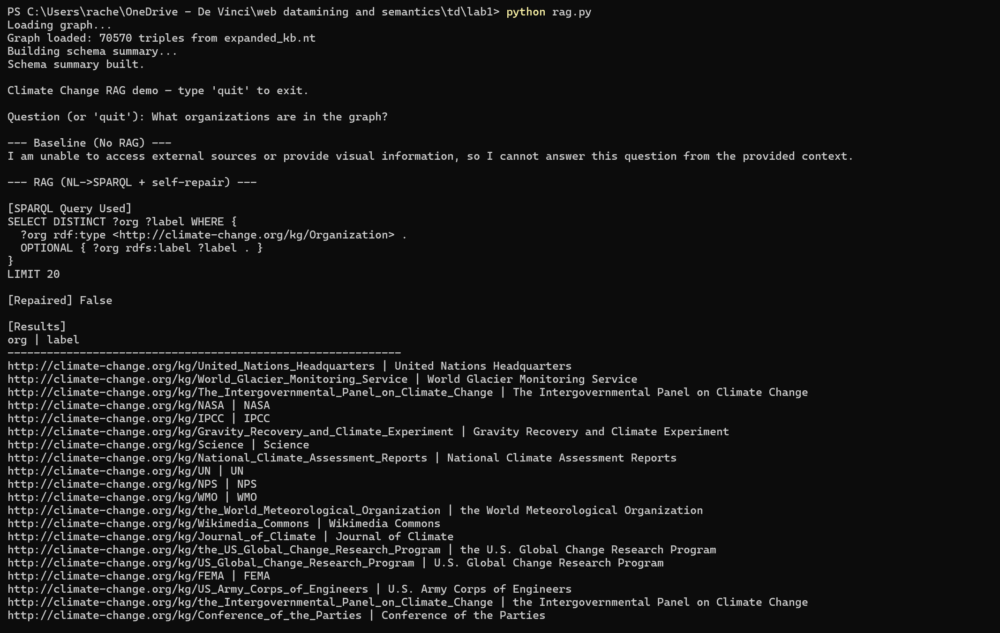 PS C:\Users\rache\OneDrive - De Vinci\web datamining and semantics\td\lab1> python rag.py
Loading graph...
Graph loaded: 70570 triples from expanded_kb.nt
Building schema summary...
Schema summary built.
Climate Change RAG demo – type 'quit' to exit.
Question (or 'quit'): What organizations are in the graph?
--- Baseline (No RAG) ---
I am unable to access external sources or provide visual information, so I cannot answer this question from the provided context.
--- RAG (NL->SPARQL + self-repair) ---
[SPARQL Query Used]
SELECT DISTINCT ?org ?label WHERE {
  ?org rdf:type <http://climate-change.org/kg/Organization> .
  OPTIONAL { ?org rdfs:label ?label . }
}
LIMIT 20
[Repaired] False
[Results]
org | label
------------------------------------------------------------
http://climate-change.org/kg/United_Nations_Headquarters | United Nations Headquarters
http://climate-change.org/kg/World_Glacier_Monitoring_Service | World Glacier Monitoring Service
http://climate-change.org/kg/The_Intergovernmental_Panel_on_Climate_Change | The Intergovernmental Panel on Climate Change
http://climate-change.org/kg/NASA | NASA
http://climate-change.org/kg/IPCC | IPCC
http://climate-change.org/kg/Gravity_Recovery_and_Climate_Experiment | Gravity Recovery and Climate Experiment
http://climate-change.org/kg/Science | Science
http://climate-change.org/kg/National_Climate_Assessment_Reports | National Climate Assessment Reports
http://climate-change.org/kg/UN | UN
http://climate-change.org/kg/NPS | NPS
http://climate-change.org/kg/WMO | WMO
http://climate-change.org/kg/the_World_Meteorological_Organization | the World Meteorological Organization
http://climate-change.org/kg/Wikimedia_Commons | Wikimedia Commons
http://climate-change.org/kg/Journal_of_Climate | Journal of Climate
http://climate-change.org/kg/the_US_Global_Change_Research_Program | the U.S. Global Change Research Program
http://climate-change.org/kg/US_Global_Change_Research_Program | U.S. Global Change Research Program
http://climate-change.org/kg/FEMA | FEMA
http://climate-change.org/kg/US_Army_Corps_of_Engineers | U.S. Army Corps of Engineers
http://climate-change.org/kg/the_Intergovernmental_Panel_on_Climate_Change | the Intergovernmental Panel on Climate Change
http://climate-change.org/kg/Conference_of_the_Parties | Conference of the Parties